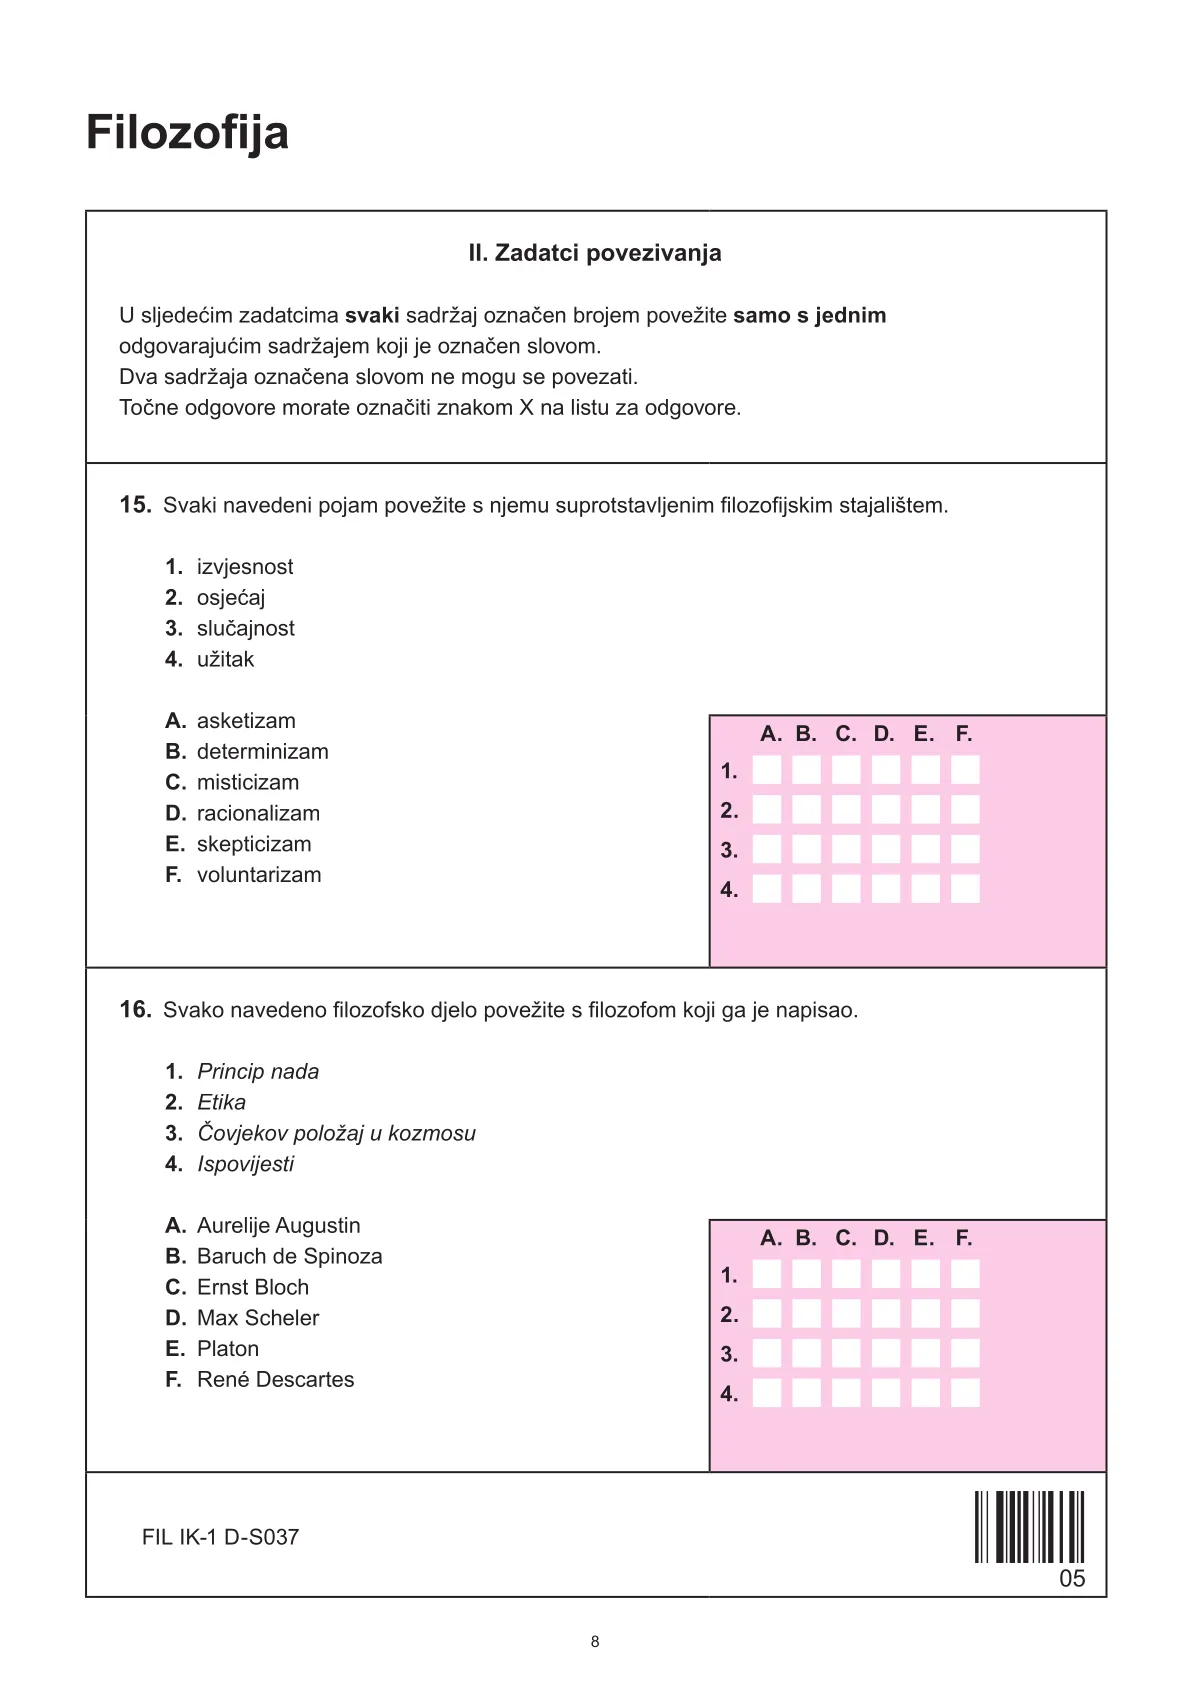 Filozofija
II. Zadatci povezivanja
U sljedećim zadatcima svaki sadržaj označen brojem povežite samo s jednim
odgovarajućim sadržajem koji je označen slovom.
Dva sadržaja označena slovom ne mogu se povezati.
Točne odgovore morate označiti znakom X na listu za odgovore.
15. Svaki navedeni pojam povežite s njemu suprotstavljenim filozofijskim stajalištem.
1. izvjesnost
2. osjećaj
3. slučajnost
4. užitak
A. asketizam
B. determinizam
C. misticizam
D. racionalizam
E. skepticizam
F. voluntarizam
A. B. C. D. E. F.
1.
2.
3.
4.
16. Svako navedeno filozofsko djelo povežite s filozofom koji ga je napisao.
1. Princip nada
2. Etika
3. Čovjekov položaj u kozmosu
4. Ispovijesti
A. Aurelije Augustin
B. Baruch de Spinoza
C. Ernst Bloch
D. Max Scheler
E. Platon
F. René Descartes
A. B. C. D. E. F.
1.
2.
3.
4.
FIL IK-1 D-S037
05
8